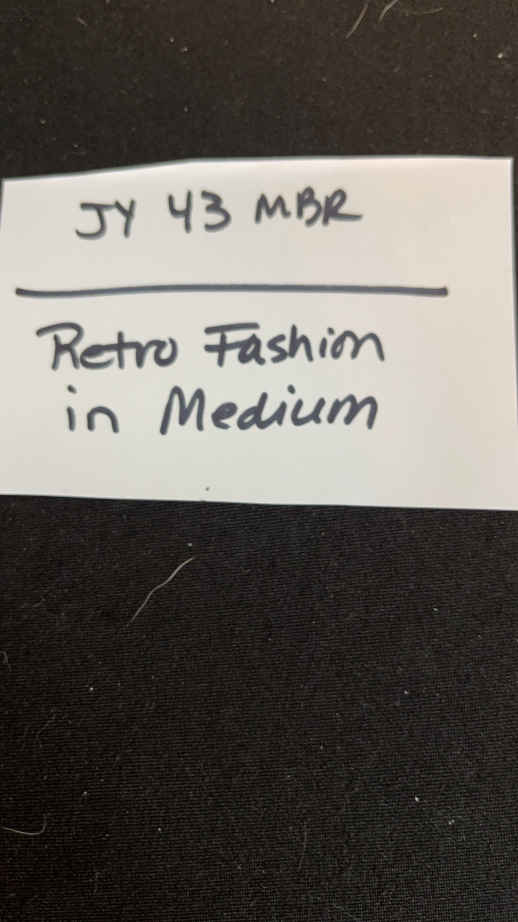 JY 43 MBR
Retro Fashion
in Medium